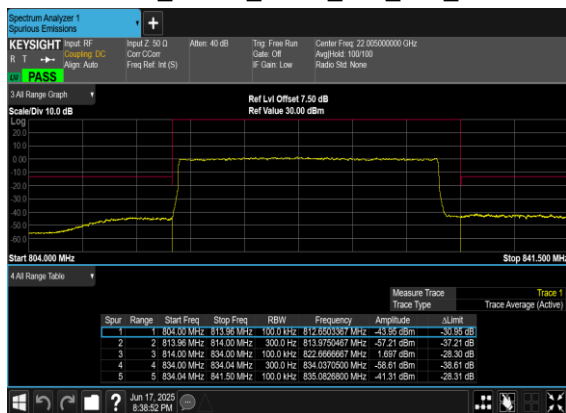 Spectrum Analyzer 1
Spurious Emissions
KEYSIGHT Input: RF Input Z: 50 Ω Atten: 40 dB Trig: Free Run Center Freq: 22.005000000 GHz
R T Coupling: DC Corr CCorr Gate: Off Avg|Hold: 100/100
Align: Auto Freq Ref: Int (S) IF Gain: Low Radio Std: None
LW PASS
3 All Range Graph
Ref Lvl Offset 7.50 dB
Scale/Div 10.0 dB Ref Value 30.00 dBm
Log
20.0
10.0
0.00
-10.0
-20.0
-30.0
-40.0
-50.0
-60.0
Start 804.000 MHz Stop 841.500 MHz
4 All Range Table
Measure Trace Trace 1
Trace Type Trace Average (Active)
Spur Range Start Freq Stop Freq RBW Frequency Amplitude ΔLimit
1 1 804.00 MHz 813.96 MHz 100.0 kHz 812.6503367 MHz -43.95 dBm -30.95 dB
2 2 813.96 MHz 814.00 MHz 300.0 Hz 813.9750467 MHz -57.21 dBm -37.21 dB
3 3 814.00 MHz 834.00 MHz 100.0 kHz 822.6666667 MHz 1.697 dBm -28.30 dB
4 4 834.00 MHz 834.04 MHz 300.0 Hz 834.0370500 MHz -58.61 dBm -38.61 dB
5 5 834.04 MHz 841.50 MHz 100.0 kHz 835.0826800 MHz -41.31 dBm -28.31 dB
Jun 17, 2025
8:38:52 PM